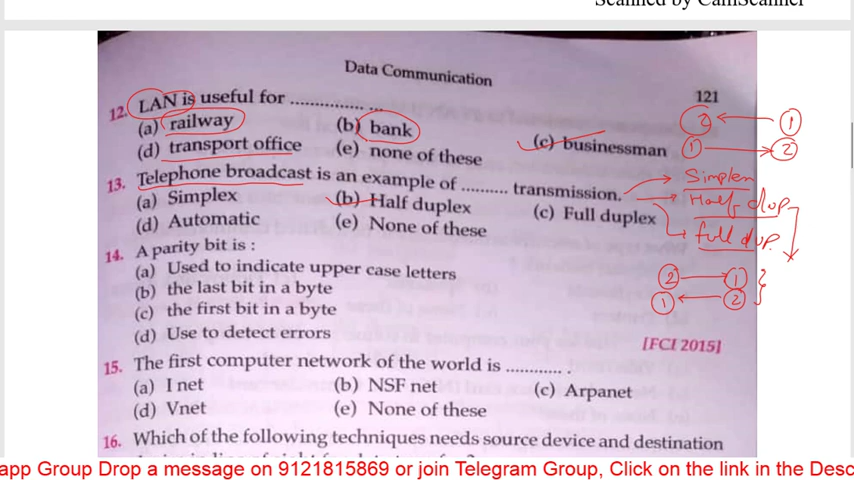 Scanned by CamScanner
Data Communication
121
12. LAN is useful for .................. ...
(a) railway (b) bank (c) businessman
(d) transport office (e) none of these
13. Telephone broadcast is an example of .......... transmission.
(a) Simplex (b) Half duplex (c) Full duplex
(d) Automatic (e) None of these
14. A parity bit is :
(a) Used to indicate upper case letters
(b) the last bit in a byte
(c) the first bit in a byte
(d) Use to detect errors
[FCI 2015]
15. The first computer network of the world is ............ .
(a) I net (b) NSF net (c) Arpanet
(d) Vnet (e) None of these
16. Which of the following techniques needs source device and destination
2 1
1 2
Simplex
Half dup.
full dup.
2 1
1 2
app Group Drop a message on 9121815869 or join Telegram Group, Click on the link in the Desc